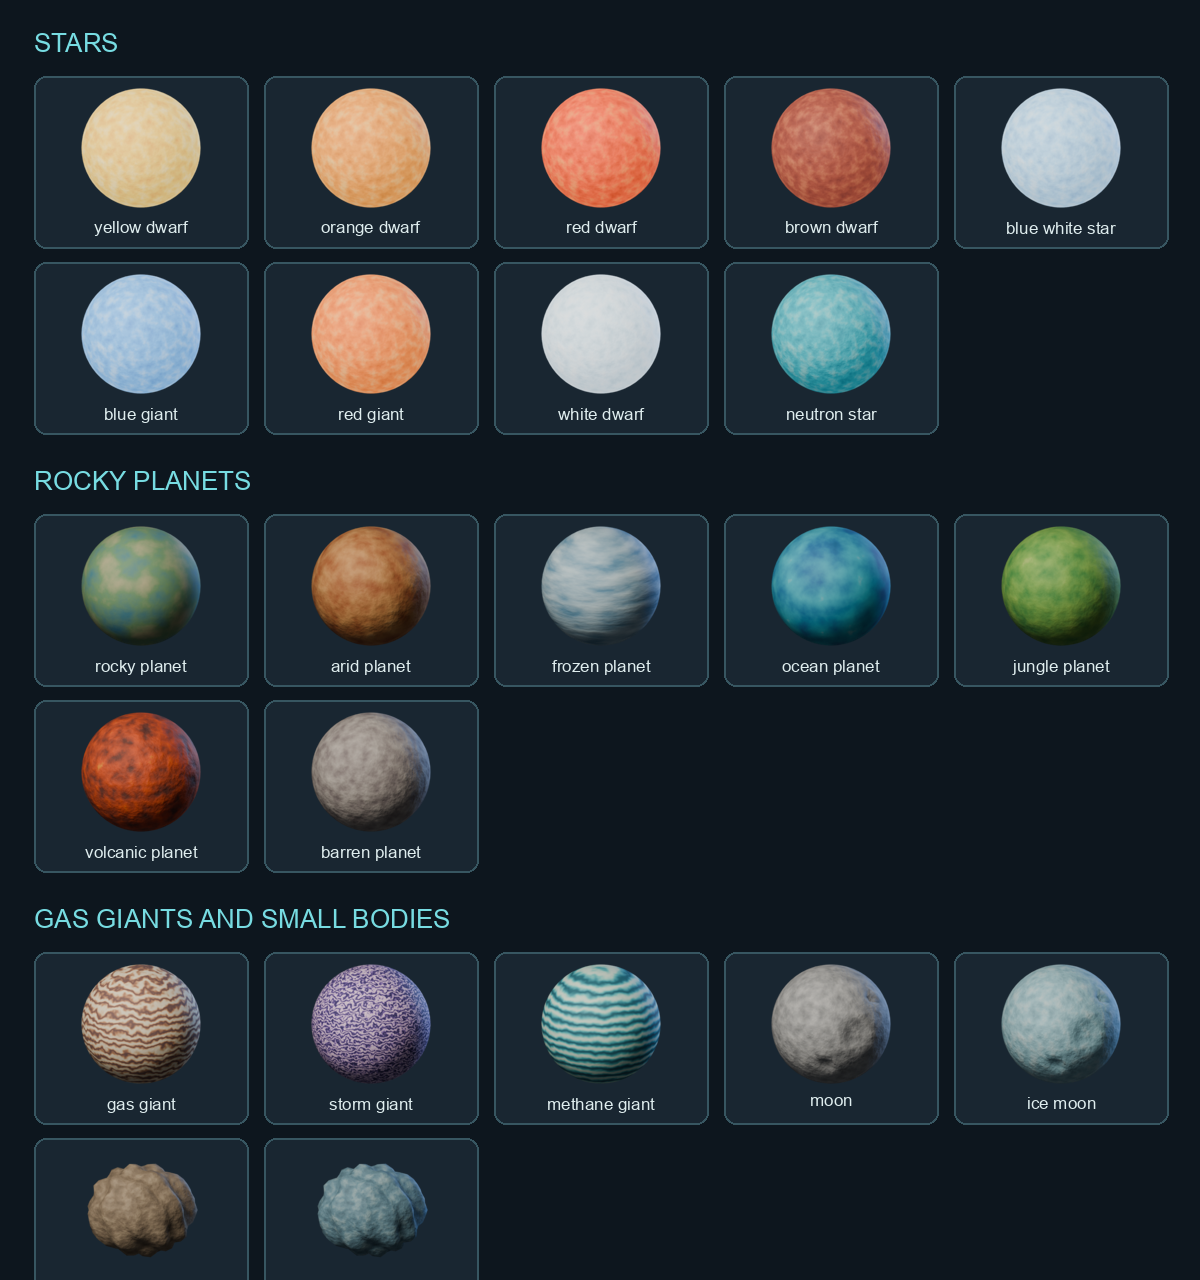 STARS
yellow dwarf
orange dwarf
red dwarf
brown dwarf
blue white star
blue giant
red giant
white dwarf
neutron star
ROCKY PLANETS
rocky planet
arid planet
frozen planet
ocean planet
jungle planet
volcanic planet
barren planet
GAS GIANTS AND SMALL BODIES
gas giant
storm giant
methane giant
moon
ice moon